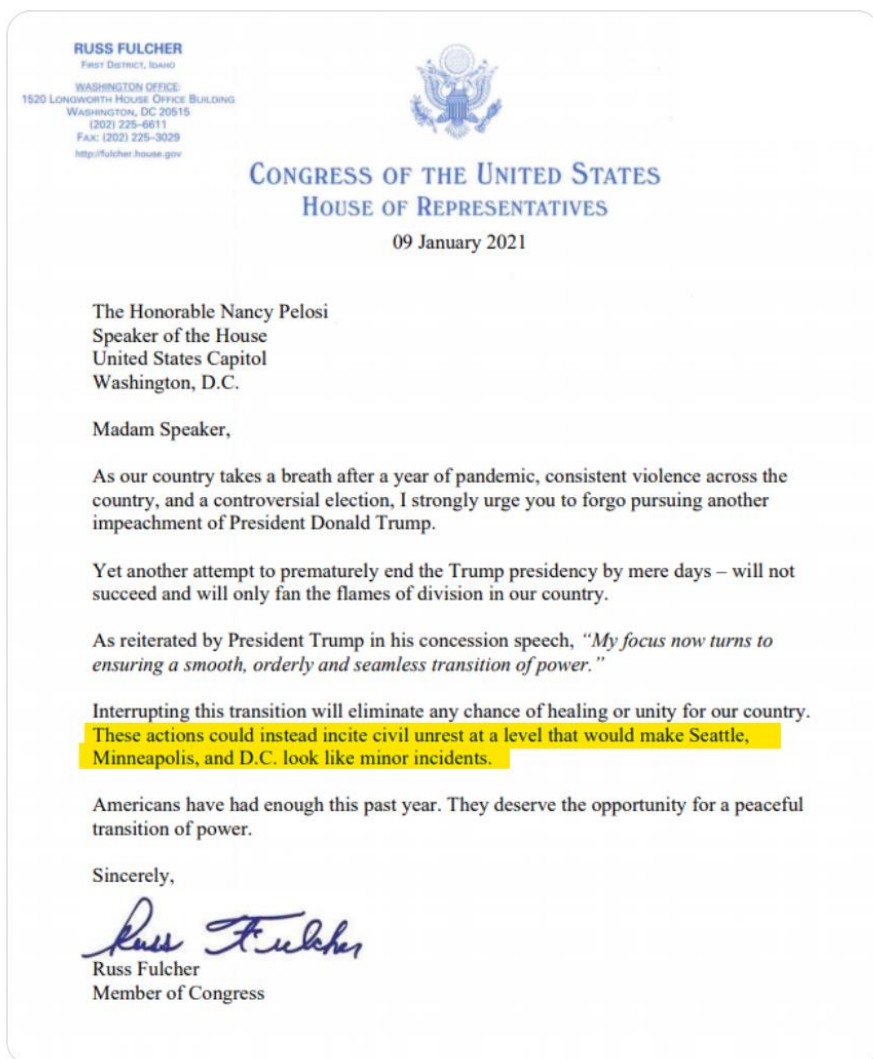 RUSS FULCHER
FIRST DISTRICT, IDAHO
WASHINGTON OFFICE:
1520 LONGWORTH HOUSE OFFICE BUILDING
WASHINGTON, DC 20515
(202) 225–6611
FAX: (202) 225–3029
http://fulcher.house.gov
CONGRESS OF THE UNITED STATES
HOUSE OF REPRESENTATIVES
09 January 2021
The Honorable Nancy Pelosi
Speaker of the House
United States Capitol
Washington, D.C.
Madam Speaker,
As our country takes a breath after a year of pandemic, consistent violence across the
country, and a controversial election, I strongly urge you to forgo pursuing another
impeachment of President Donald Trump.
Yet another attempt to prematurely end the Trump presidency by mere days – will not
succeed and will only fan the flames of division in our country.
As reiterated by President Trump in his concession speech, “My focus now turns to
ensuring a smooth, orderly and seamless transition of power.”
Interrupting this transition will eliminate any chance of healing or unity for our country.
These actions could instead incite civil unrest at a level that would make Seattle,
Minneapolis, and D.C. look like minor incidents.
Americans have had enough this past year. They deserve the opportunity for a peaceful
transition of power.
Sincerely,
Russ Fulcher
Russ Fulcher
Member of Congress